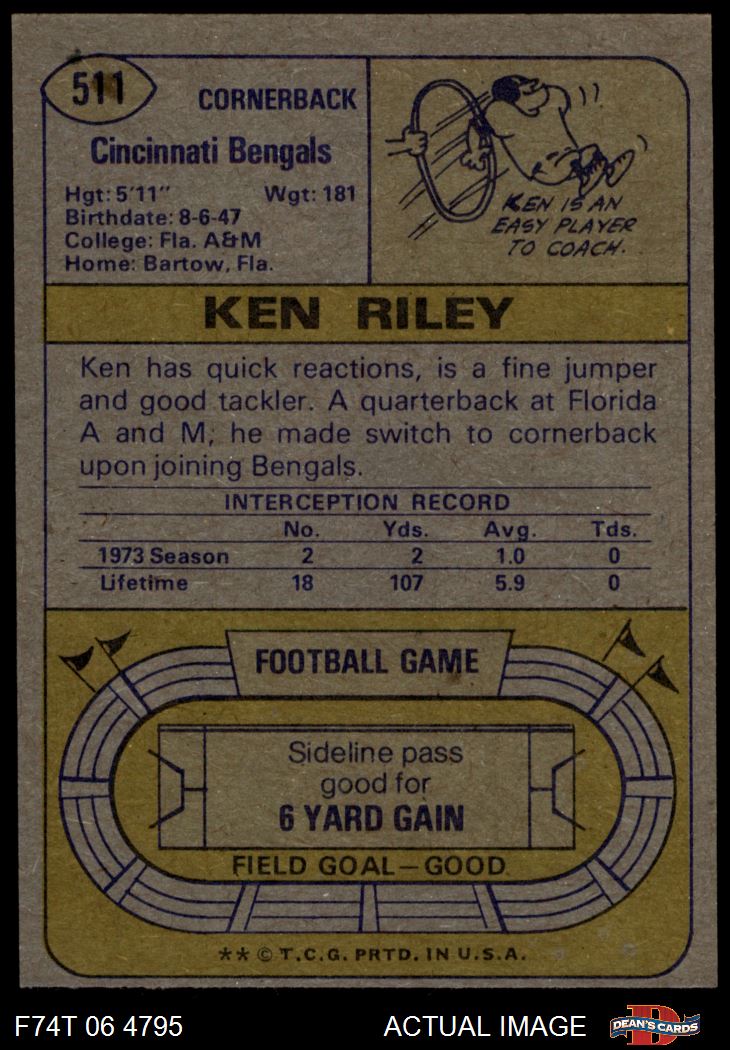 511
CORNERBACK
Cincinnati Bengals
Hgt: 5'11" Wgt: 181
Birthdate: 8-6-47
College: Fla. A&M
Home: Bartow, Fla.
KEN IS AN
EASY PLAYER
TO COACH.
KEN RILEY
Ken has quick reactions, is a fine jumper
and good tackler. A quarterback at Florida
A and M, he made switch to cornerback
upon joining Bengals.
INTERCEPTION RECORD
No. Yds. Avg. Tds.
1973 Season 2 2 1.0 0
Lifetime 18 107 5.9 0
FOOTBALL GAME
Sideline pass
good for
6 YARD GAIN
FIELD GOAL—GOOD
** © T.C.G. PRTD. IN U.S.A.
F74T 06 4795 ACTUAL IMAGE
DEAN'S CARDS